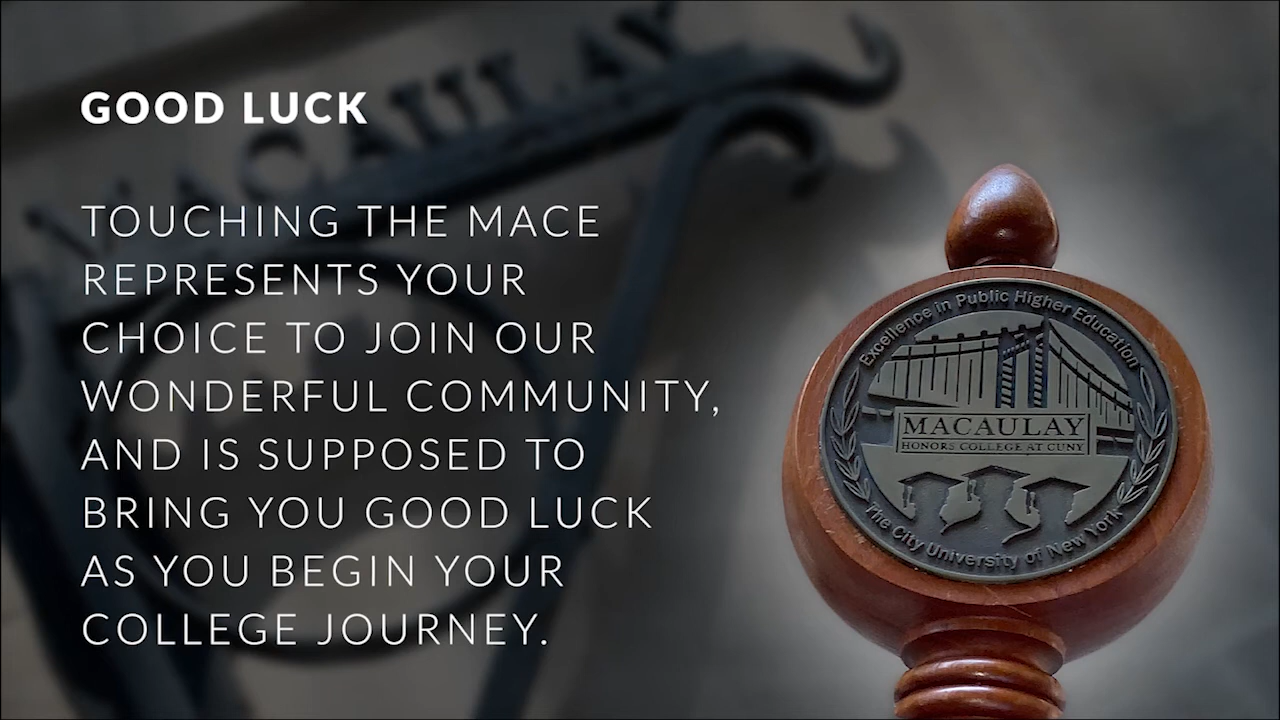 MACAULAY
GOOD LUCK
TOUCHING THE MACE
REPRESENTS YOUR
CHOICE TO JOIN OUR
WONDERFUL COMMUNITY,
AND IS SUPPOSED TO
BRING YOU GOOD LUCK
AS YOU BEGIN YOUR
COLLEGE JOURNEY.
Excellence in Public Higher Education
MACAULAY
HONORS COLLEGE AT CUNY
The City University of New York